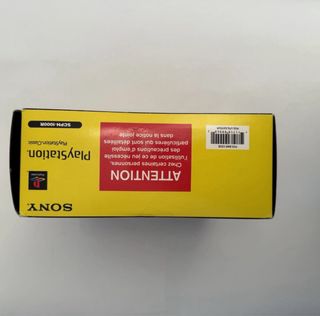 SONY
PlayStation
PlayStation Classic
SCPH-1000R
ATTENTION
Chez certaines personnes,
l'utilisation de ce jeu nécessite
des précautions d'emploi
particulières qui sont détaillées
dans la notice jointe